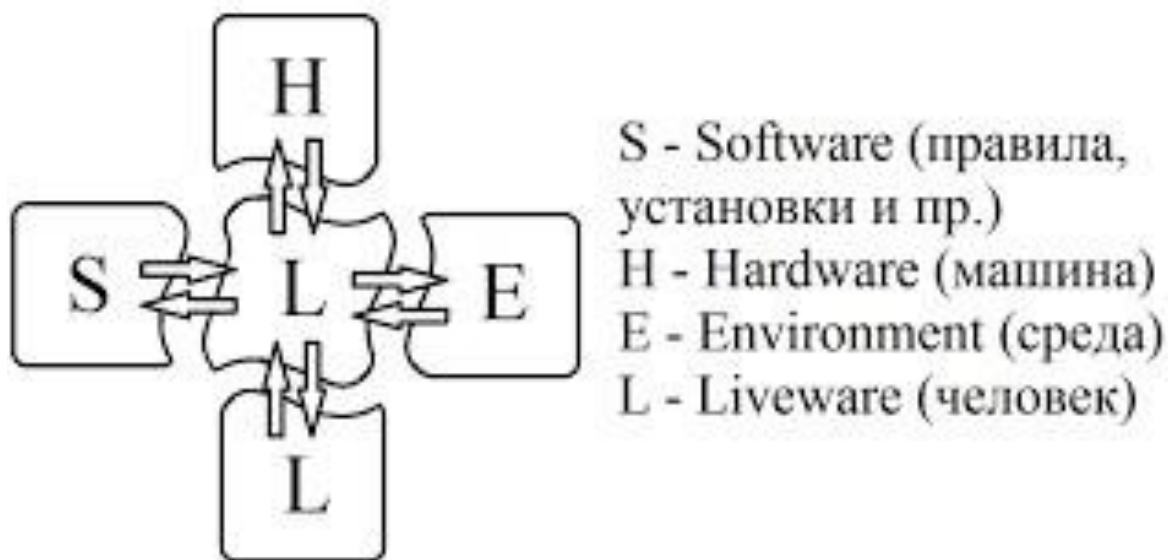 H
S
L
E
L
S - Software (правила,
установки и пр.)
H - Hardware (машина)
E - Environment (среда)
L - Liveware (человек)